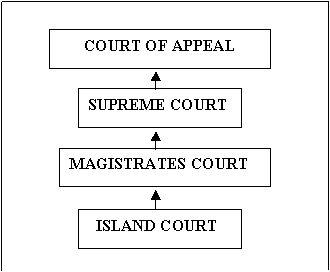 COURT OF APPEAL
SUPREME COURT
MAGISTRATES COURT
ISLAND COURT